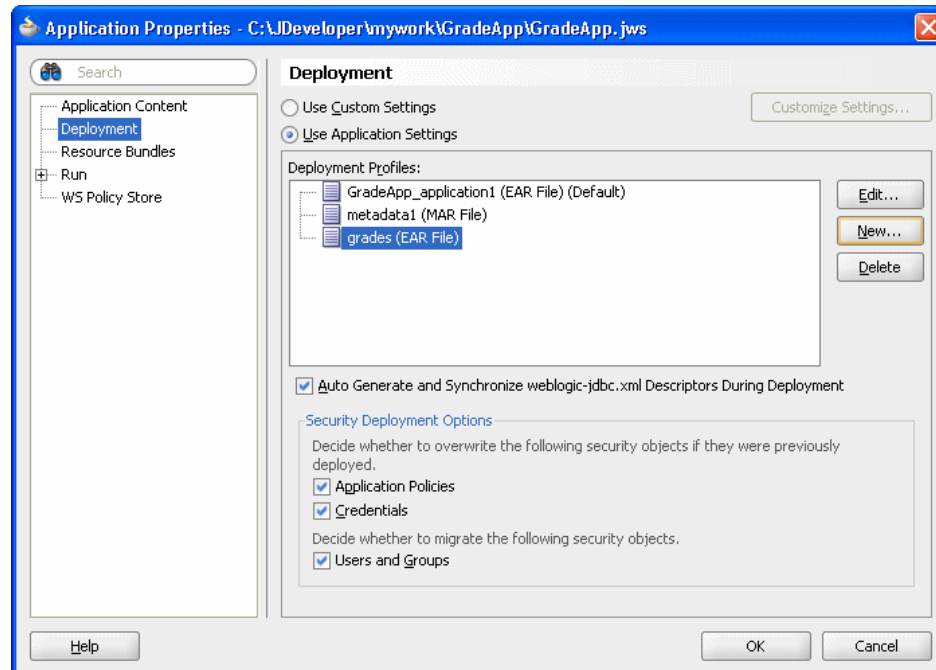 Application Properties - C:\JDeveloper\mywork\GradeApp\GradeApp.jws
Search
Application Content
Deployment
Resource Bundles
Run
WS Policy Store
Deployment
Use Custom Settings
Customize Settings...
Use Application Settings
Deployment Profiles:
GradeApp_application1 (EAR File) (Default)
metadata1 (MAR File)
grades (EAR File)
Edit...
New...
Delete
Auto Generate and Synchronize weblogic-jdbc.xml Descriptors During Deployment
Security Deployment Options
Decide whether to overwrite the following security objects if they were previously
deployed.
Application Policies
Credentials
Decide whether to migrate the following security objects.
Users and Groups
Help
OK
Cancel